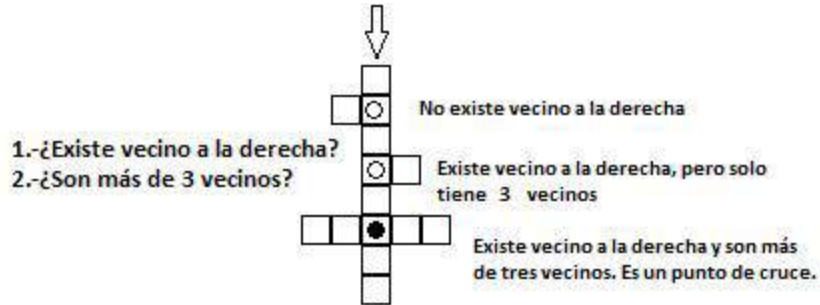 1.-¿Existe vecino a la derecha?
2.-¿Son más de 3 vecinos?
No existe vecino a la derecha
Existe vecino a la derecha, pero solo
tiene 3 vecinos
Existe vecino a la derecha y son más
de tres vecinos. Es un punto de cruce.